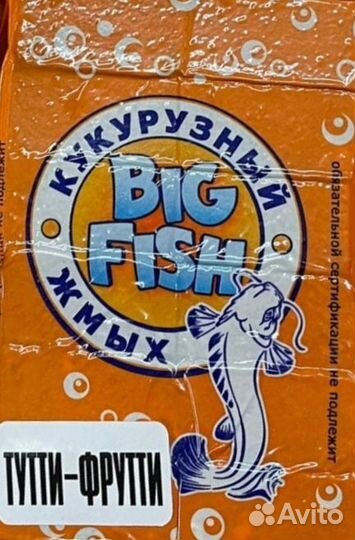 КУКУРУЗНЫЙ
BIG
FISH
ЖМЫХ
обязательной сертификации не подлежит
ТУТТИ-ФРУТТИ
Avito